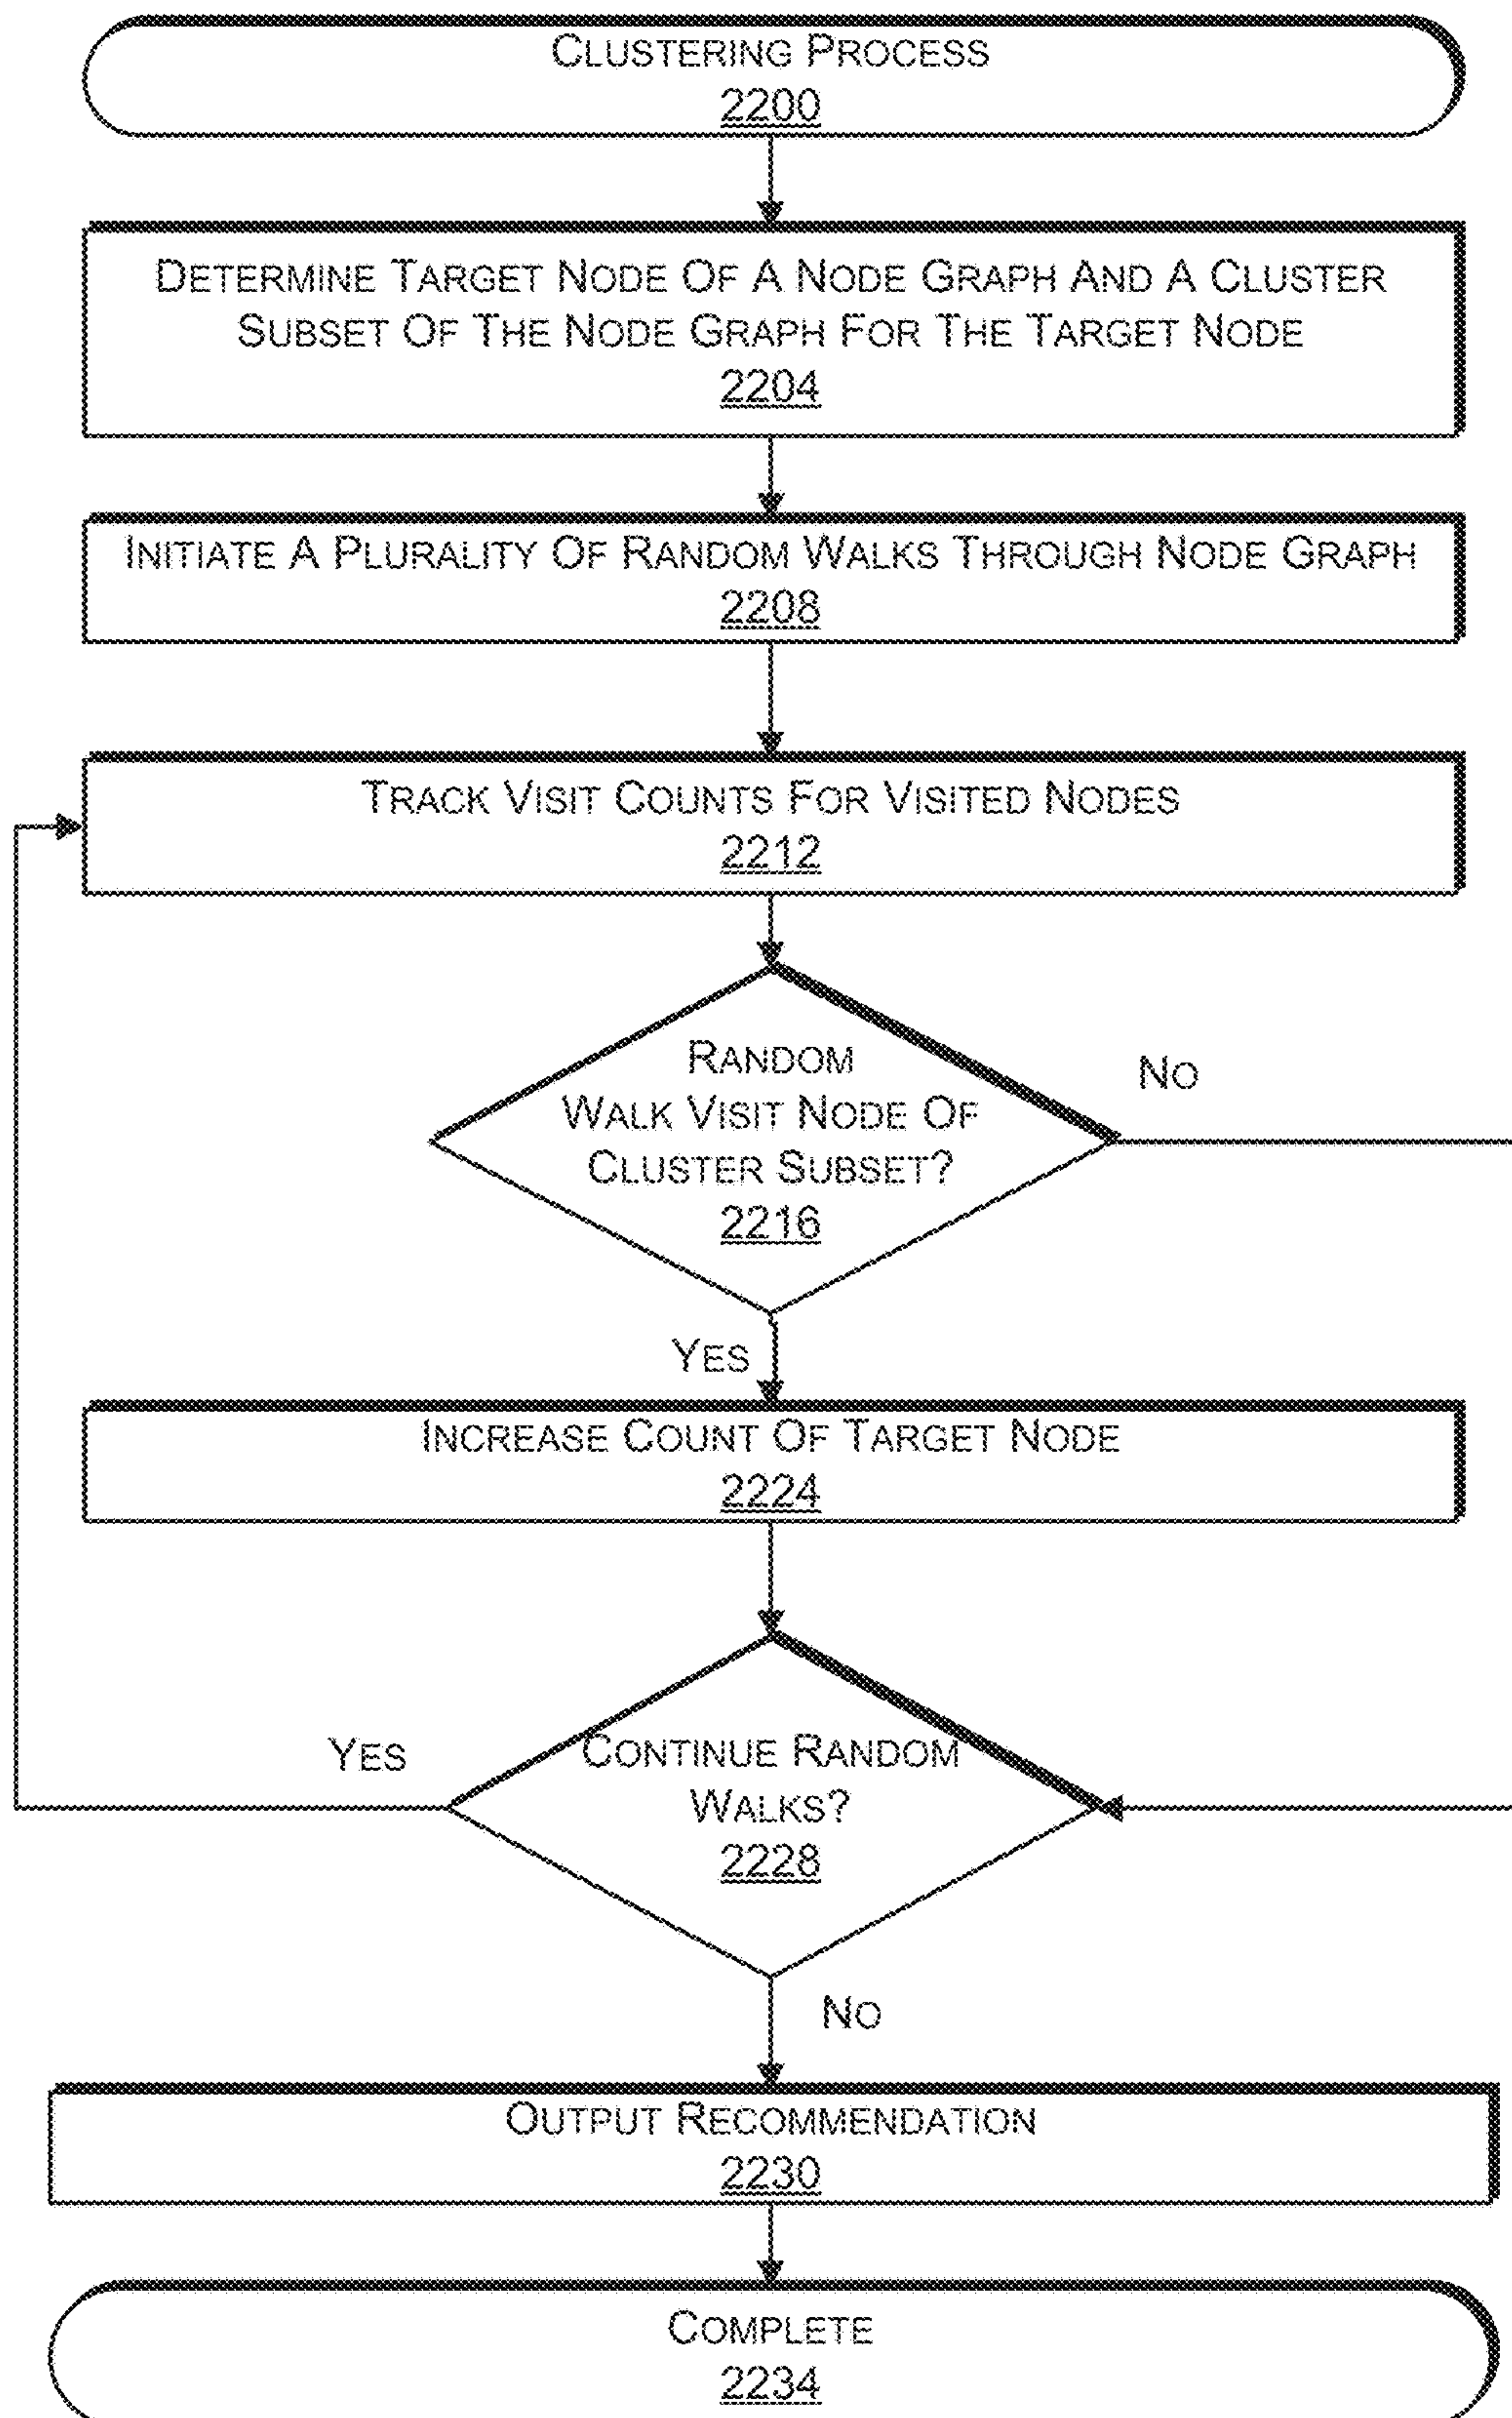 CLUSTERING PROCESS
2200
DETERMINE TARGET NODE OF A NODE GRAPH AND A CLUSTER
SUBSET OF THE NODE GRAPH FOR THE TARGET NODE
2204
INITIATE A PLURALITY OF RANDOM WALKS THROUGH NODE GRAPH
2208
TRACK VISIT COUNTS FOR VISITED NODES
2212
RANDOM
WALK VISIT NODE OF
CLUSTER SUBSET?
2216
NO
YES
INCREASE COUNT OF TARGET NODE
2224
CONTINUE RANDOM
WALKS?
2228
YES
NO
OUTPUT RECOMMENDATION
2230
COMPLETE
2234